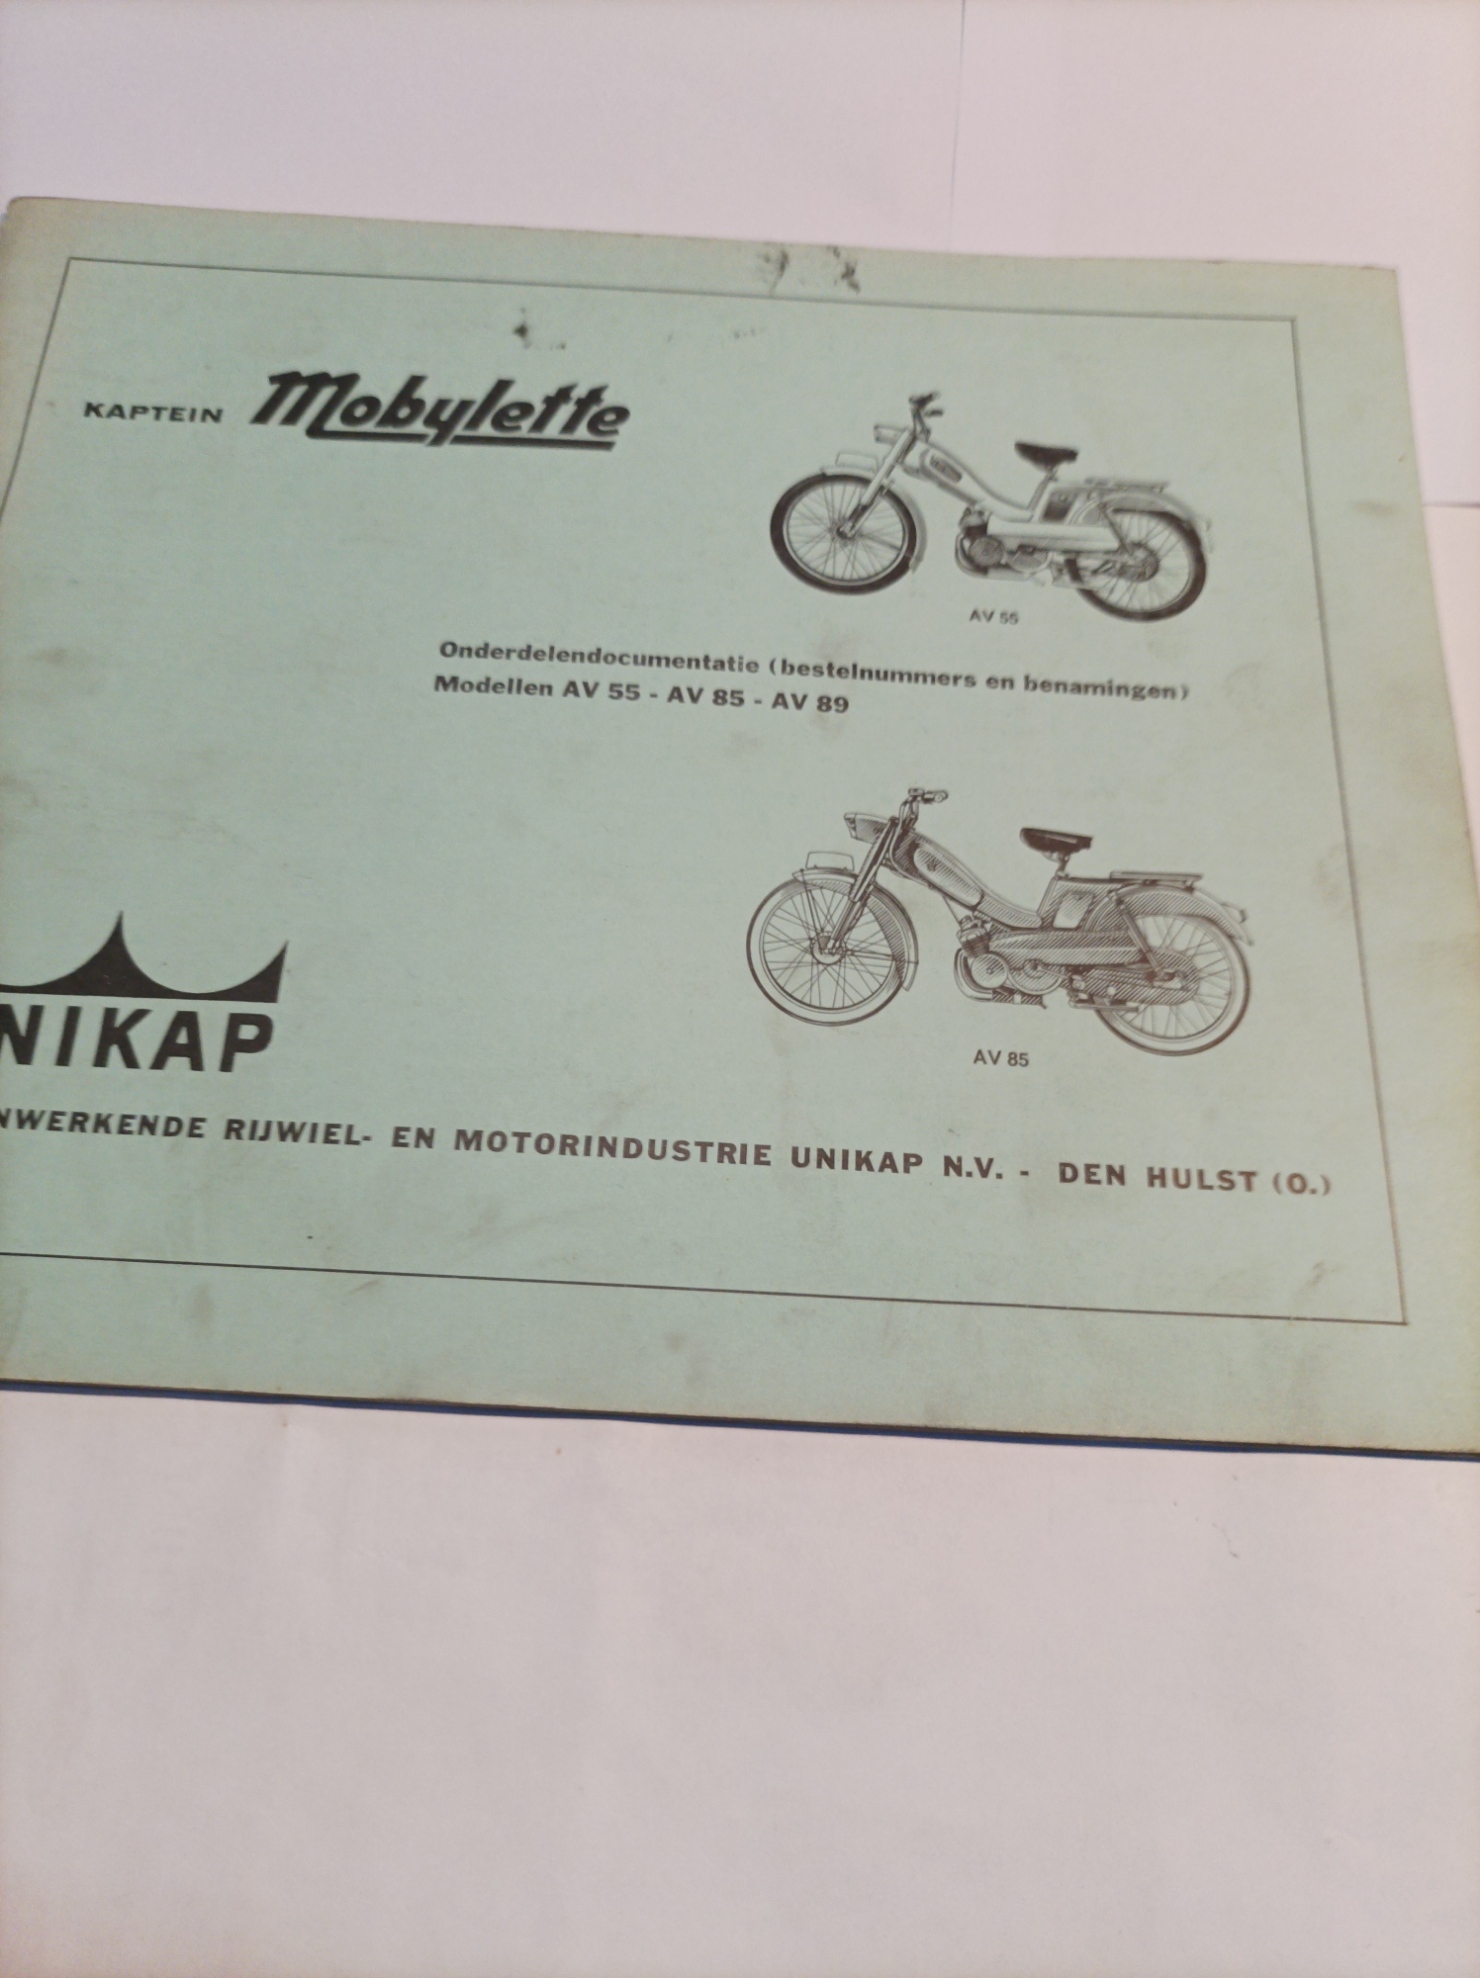 KAPTEIN Mobylette
AV 55
Onderdelendocumentatie (bestelnummers en benamingen)
Modellen AV 55 - AV 85 - AV 89
AV 85
NIKAP
NWERKENDE RIJWIEL- EN MOTORINDUSTRIE UNIKAP N.V. - DEN HULST (O.)